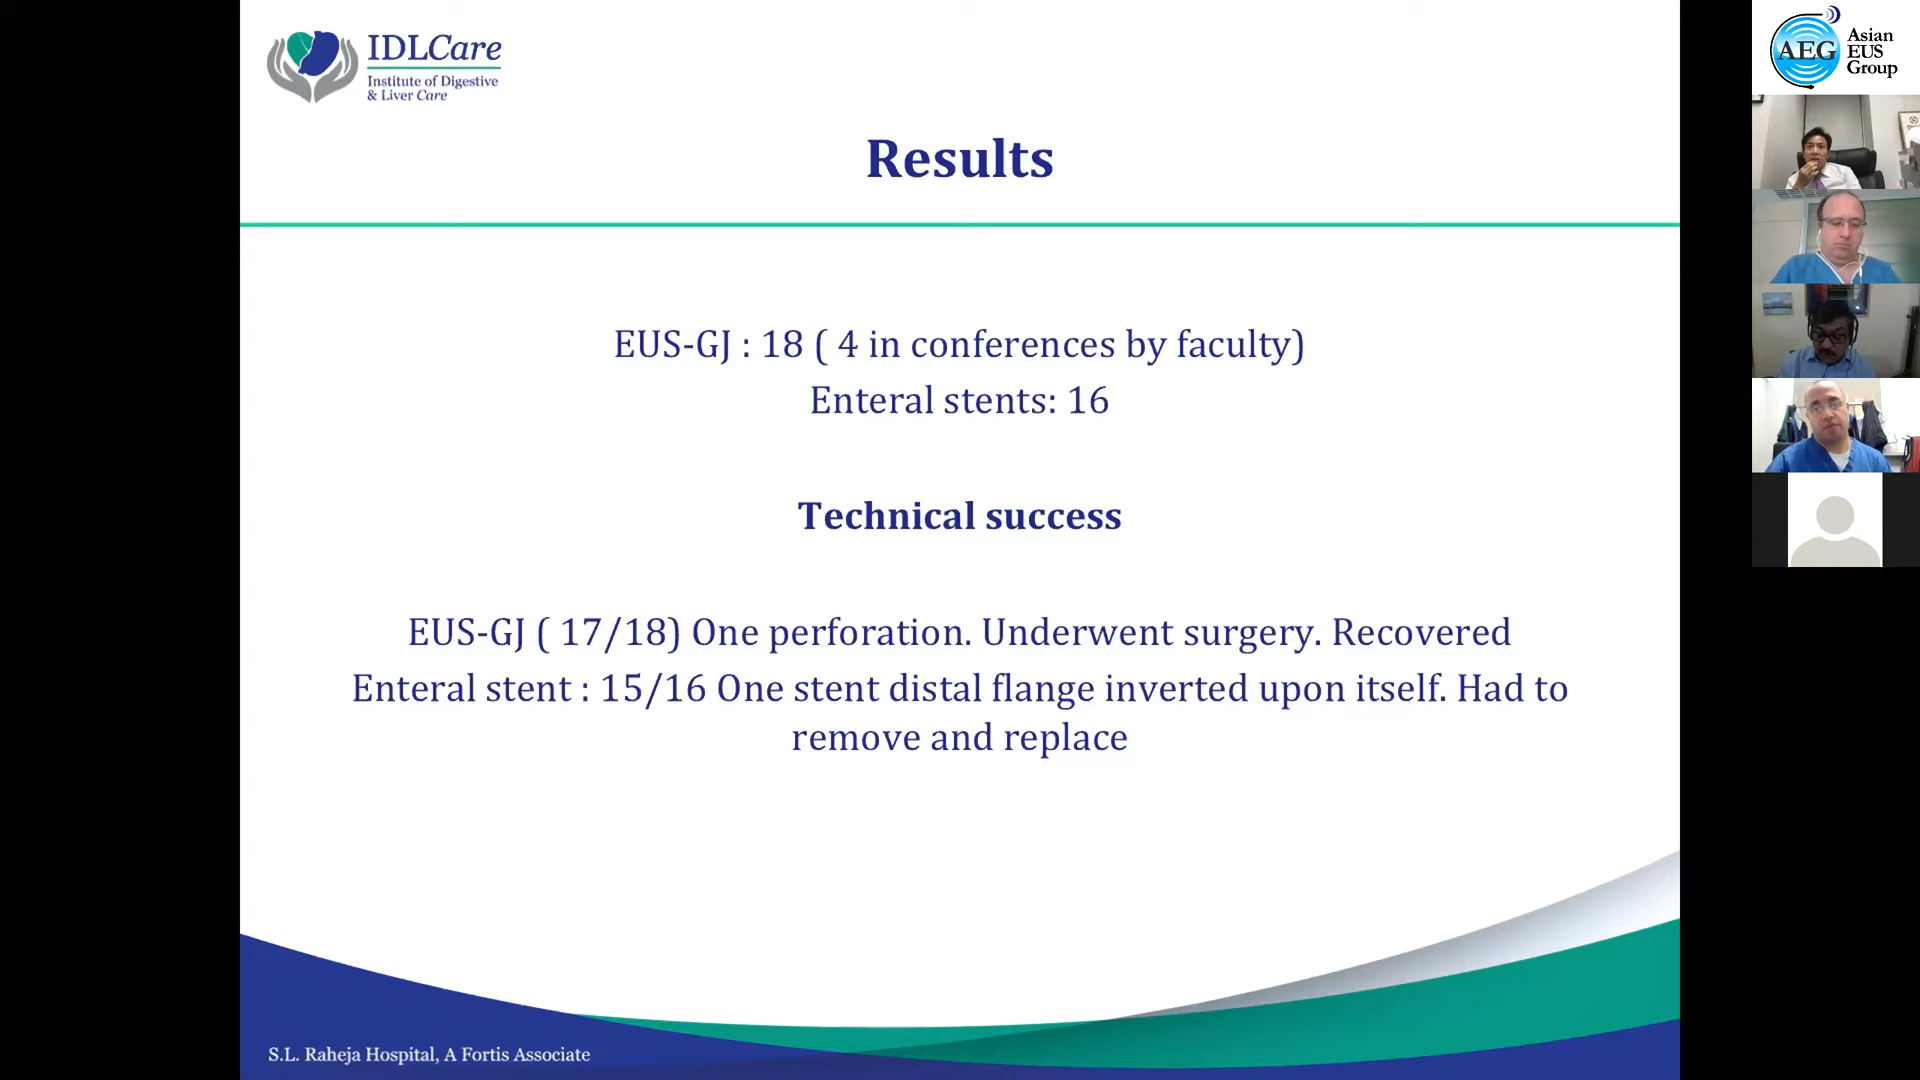 IDLCare
Institute of Digestive
& Liver Care
Results
EUS-GJ : 18 ( 4 in conferences by faculty)
Enteral stents: 16
Technical success
EUS-GJ ( 17/18) One perforation. Underwent surgery. Recovered
Enteral stent : 15/16 One stent distal flange inverted upon itself. Had to
remove and replace
S.L. Raheja Hospital, A Fortis Associate
AEG
Asian
EUS
Group